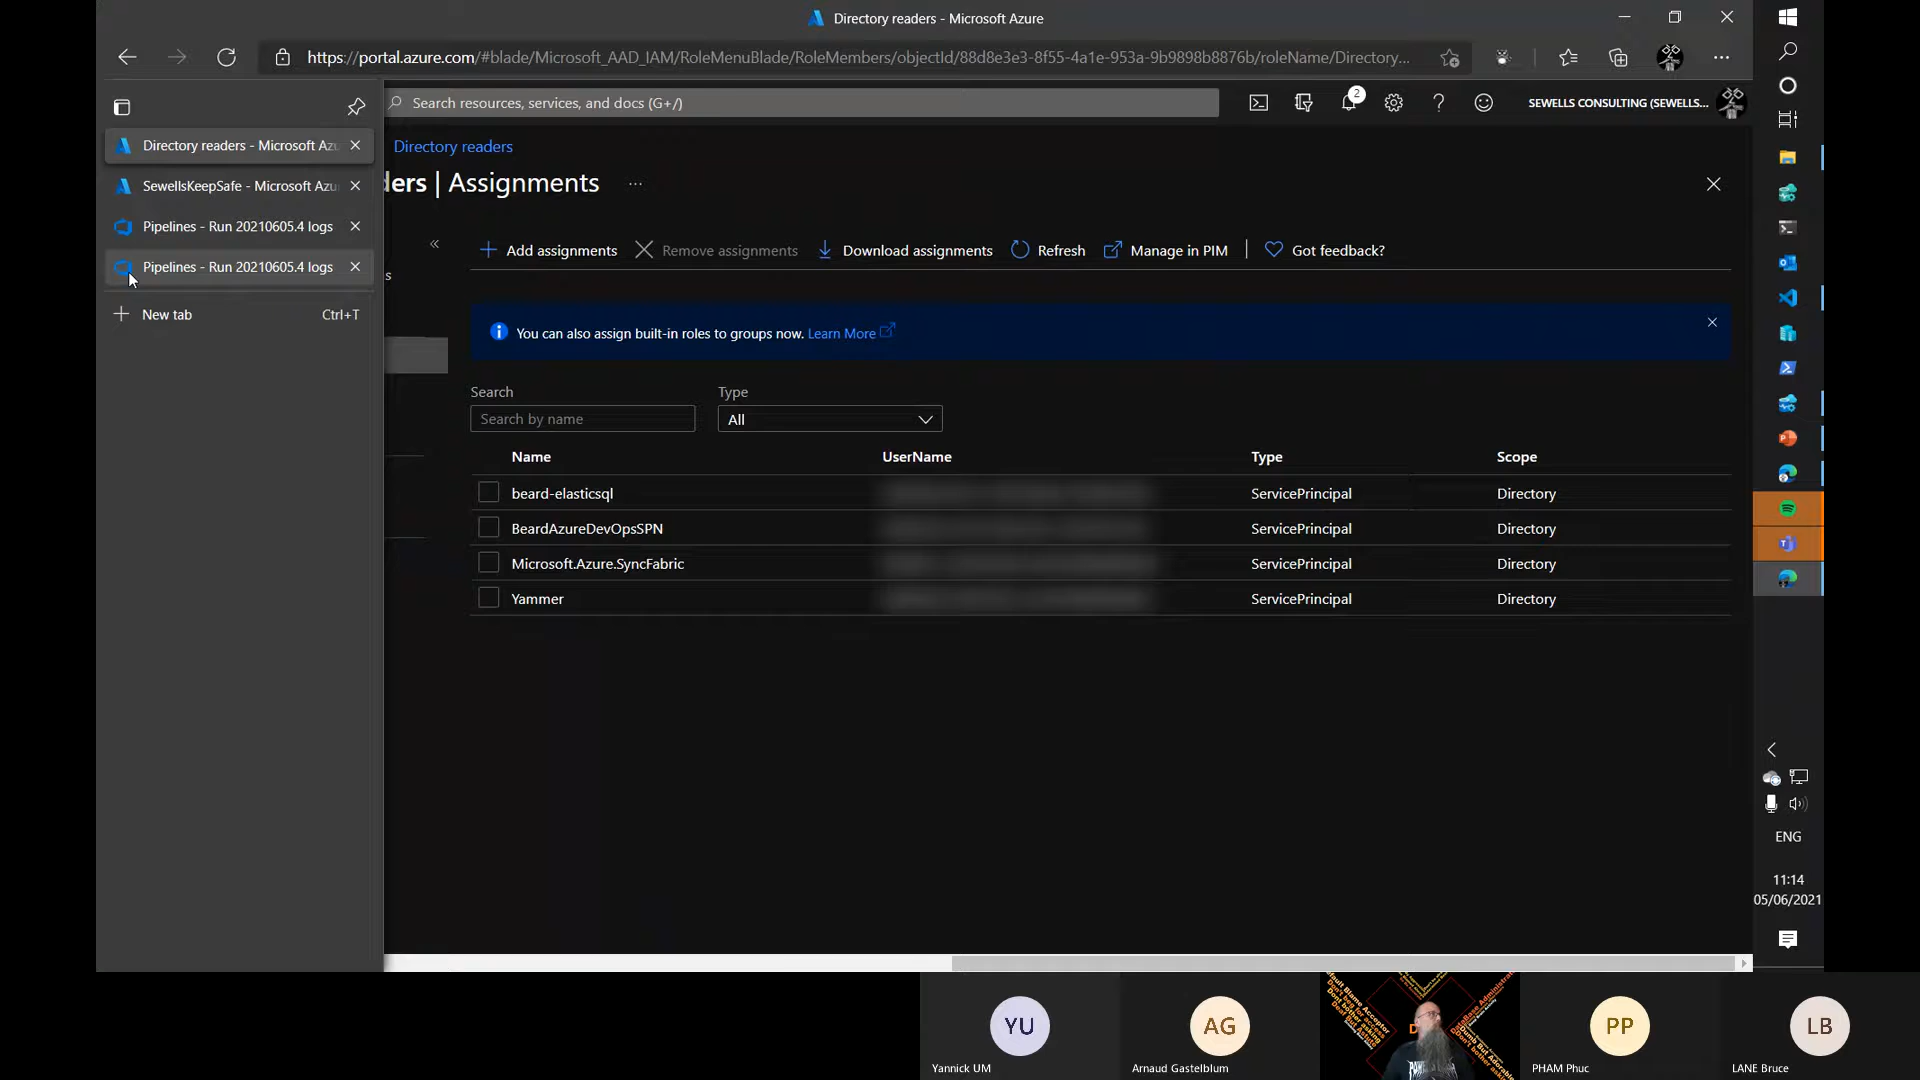 Directory readers - Microsoft Azure
https://portal.azure.com/#blade/Microsoft_AAD_IAM/RoleMenuBlade/RoleMembers/objectId/88d8e3e3-8f55-4a1e-953a-9b9898b8876b/roleName/Directory...
Search resources, services, and docs (G+/)
2
SEWELLS CONSULTING (SEWELLS...
Directory readers - Microsoft Azu
SewellsKeepSafe - Microsoft Azu
Pipelines - Run 20210605.4 logs
Pipelines - Run 20210605.4 logs
New tab
Ctrl+T
Directory readers
ders | Assignments
...
«
s
Add assignments
Remove assignments
Download assignments
Refresh
Manage in PIM
Got feedback?
You can also assign built-in roles to groups now. Learn More
Search
Type
Search by name
All
Name UserName Type Scope
beard-elasticsql ServicePrincipal Directory
BeardAzureDevOpsSPN ServicePrincipal Directory
Microsoft.Azure.SyncFabric ServicePrincipal Directory
Yammer ServicePrincipal Directory
ENG
11:14
05/06/2021
YU
Yannick UM
AG
Arnaud Gastelblum
PP
PHAM Phuc
LB
LANE Bruce